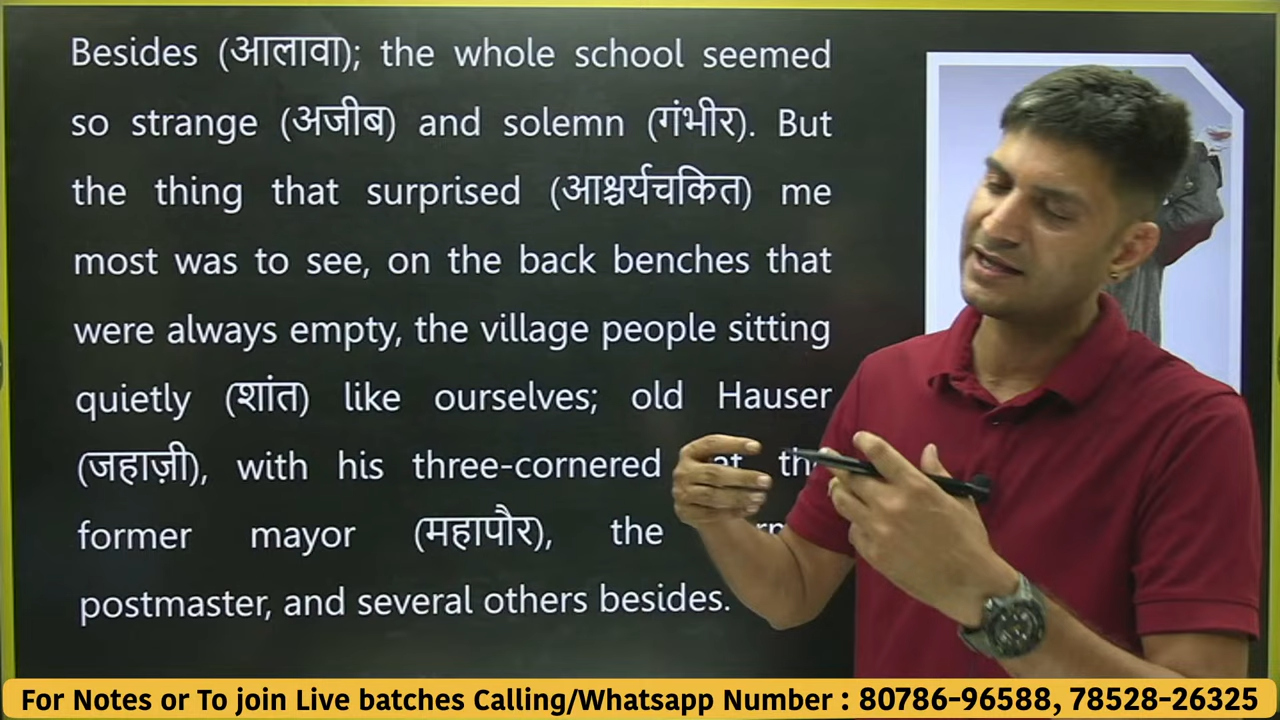 Besides (आलावा); the whole school seemed
so strange (अजीब) and solemn (गंभीर). But
the thing that surprised (आश्चर्यचकित) me
most was to see, on the back benches that
were always empty, the village people sitting
quietly (शांत) like ourselves; old Hauser
(जहाज़ी), with his three-cornered
former mayor (महापौर), the
postmaster, and several others besides.
For Notes or To join Live batches Calling/Whatsapp Number : 80786-96588, 78528-26325